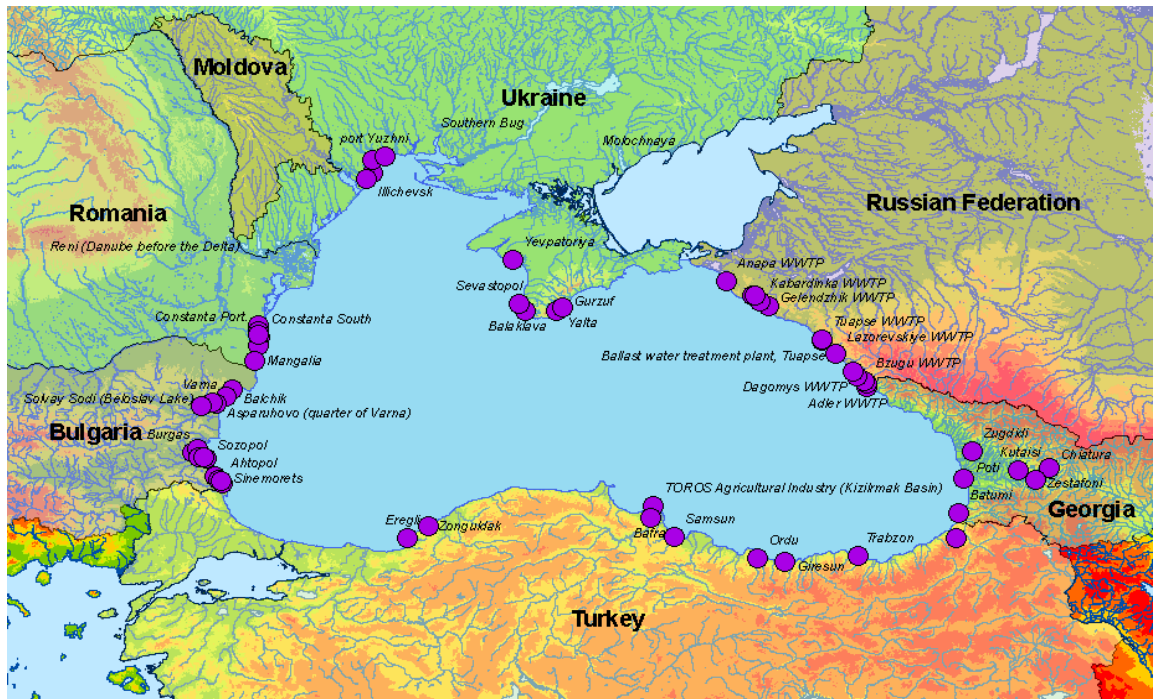 Moldova
Ukraine
Southern Bug
port Yuzhni
Molochnaya
Illichevsk
Romania
Russian Federation
Reni (Danube before the Delta)
Yevpatoriya
Anapa WWTP
Sevastopol
Kabardinka WWTP
Gelendzhik WWTP
Gurzuf
Constanta Port
Constanta South
Balaklava
Yalta
Tuapse WWTP
Lazorevskiye WWTP
Mangalia
Ballast water treatment plant, Tuapse
Bzugu WWTP
Varna
Dagomys WWTP
Solvay Sodi (Beloslav Lake)
Balchik
Adler WWTP
Asparuhovo (quarter of Varna)
Bulgaria
Burgas
Sozopol
Zugdidi
Ahtopol
Kutaisi
Chiatura
Poti
Sinemorets
Zestafoni
TOROS Agricultural Industry (Kizilrmak Basin)
Batumi
Georgia
Eregli
Zonguldak
Samsun
Bafra
Ordu
Trabzon
Giresun
Turkey